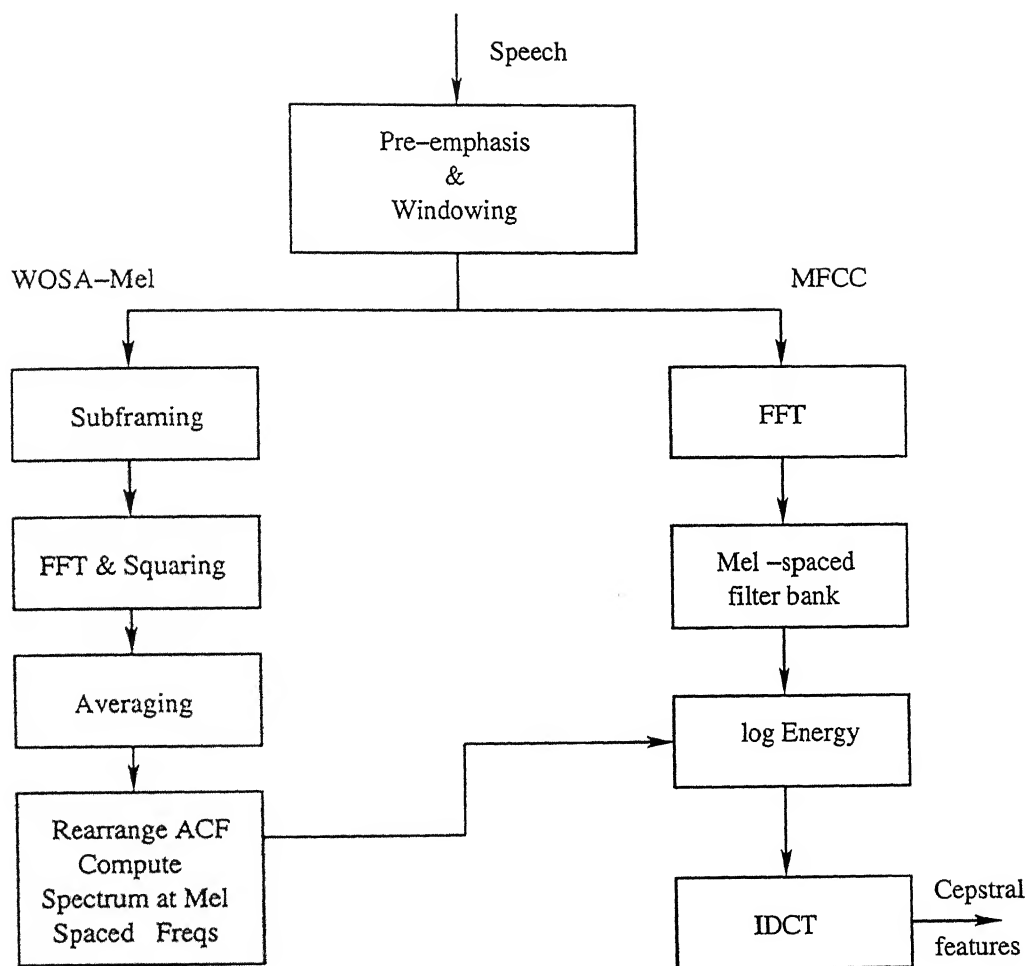 Speech
Pre–emphasis
&
Windowing
WOSA–Mel
MFCC
Subframing
FFT
FFT & Squaring
Mel –spaced
filter bank
Averaging
log Energy
Rearrange ACF
Compute
Spectrum at Mel
Spaced Freqs
IDCT
Cepstral
features